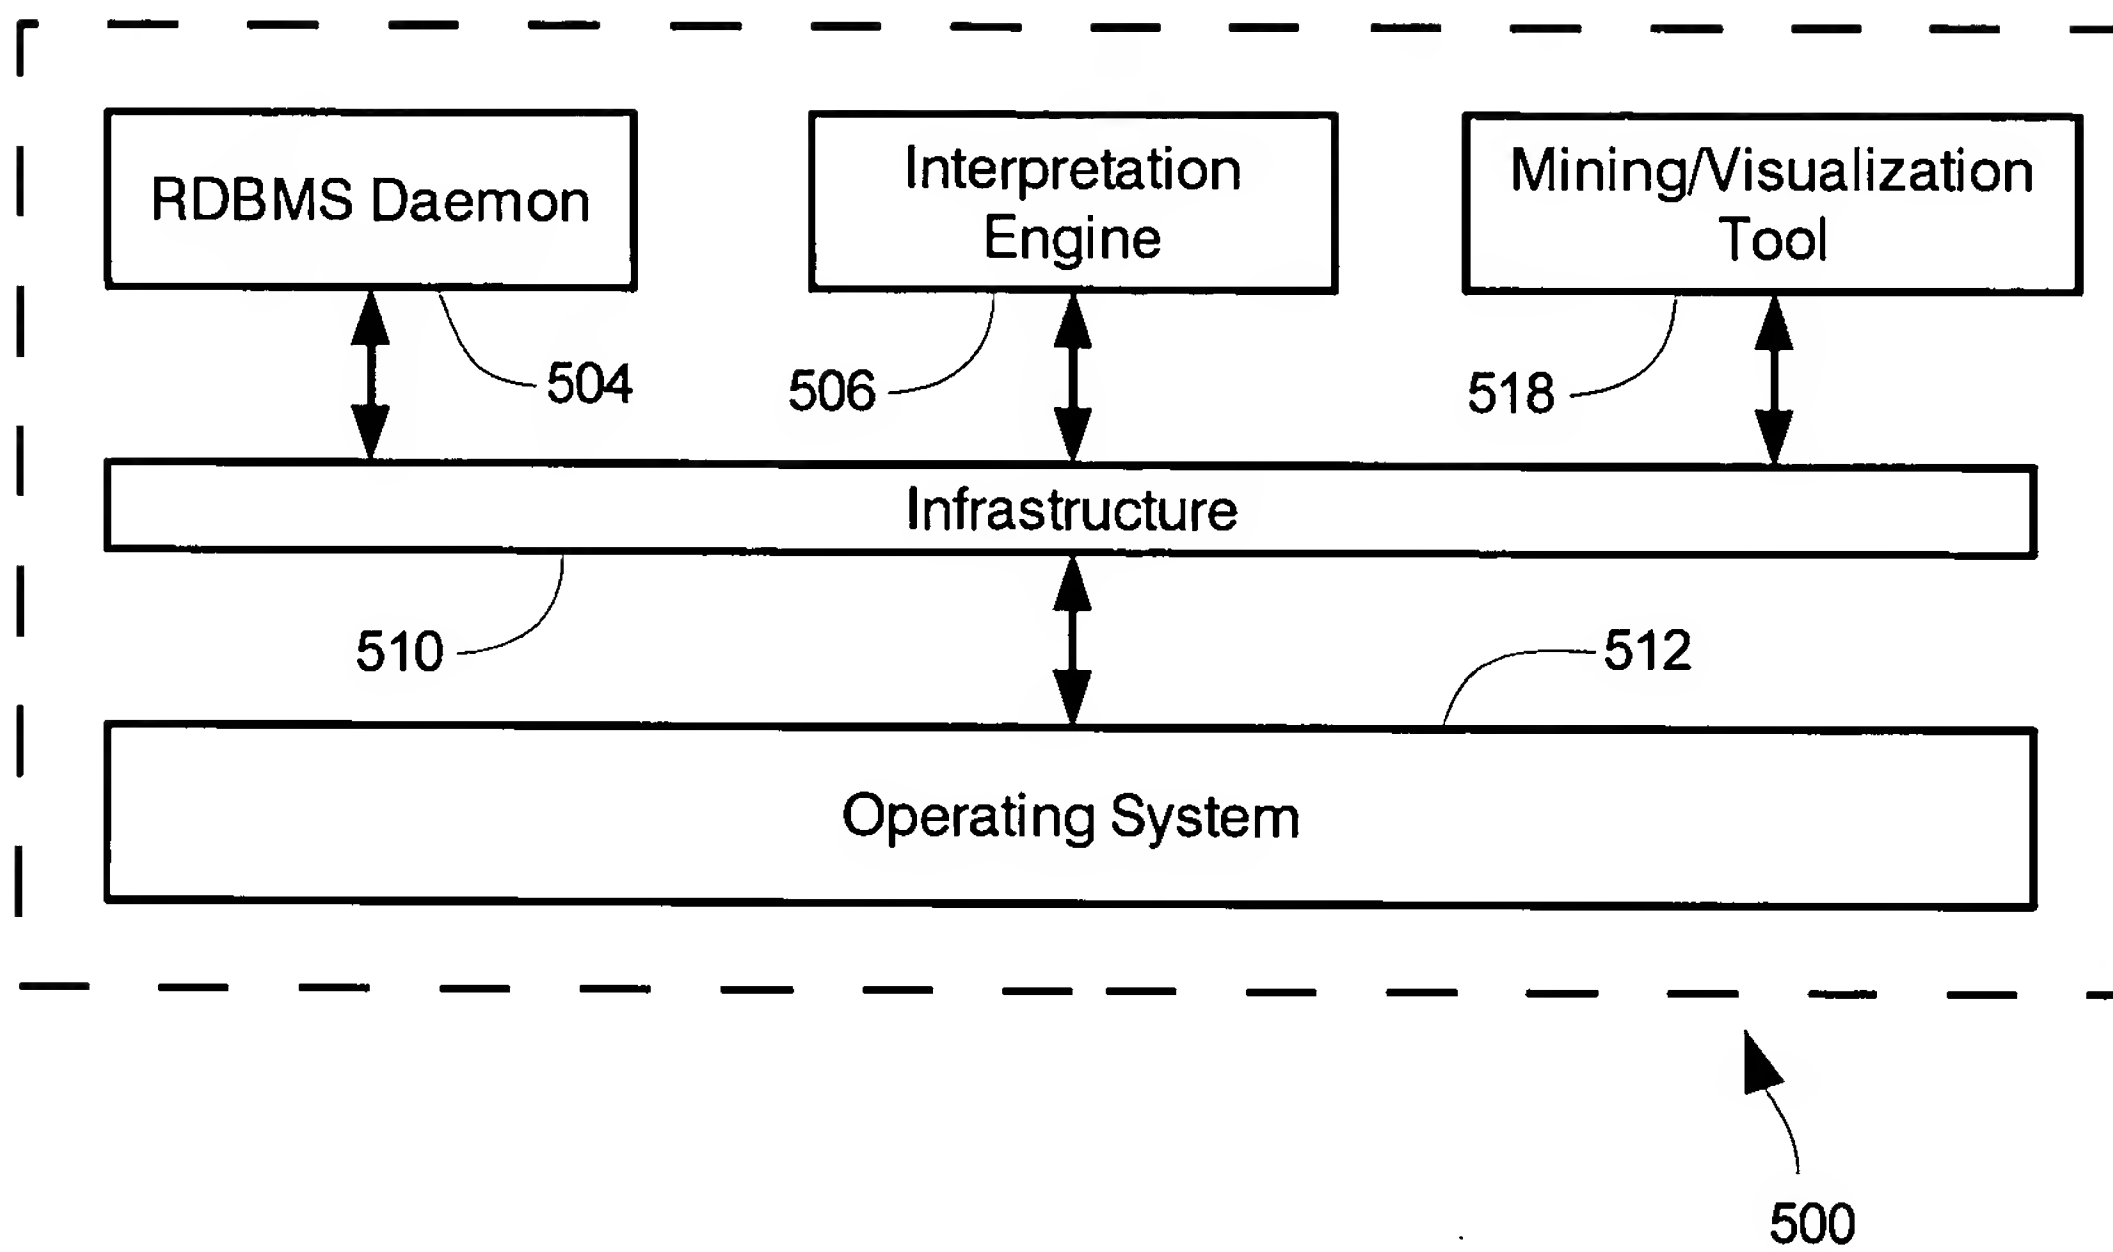 RDBMS Daemon
Interpretation
Engine
Mining/Visualization
Tool
504
506
518
Infrastructure
510
512
Operating System
500